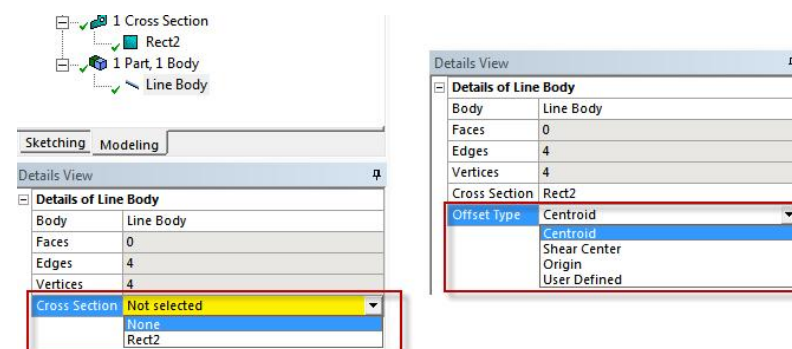 1 Cross Section
Rect2
1 Part, 1 Body
Line Body
Sketching Modeling
Details View
Details of Line Body
Body Line Body
Faces 0
Edges 4
Vertices 4
Cross Section Not selected
None
Rect2
Details View
Details of Line Body
Body Line Body
Faces 0
Edges 4
Vertices 4
Cross Section Rect2
Offset Type Centroid
Centroid
Shear Center
Origin
User Defined